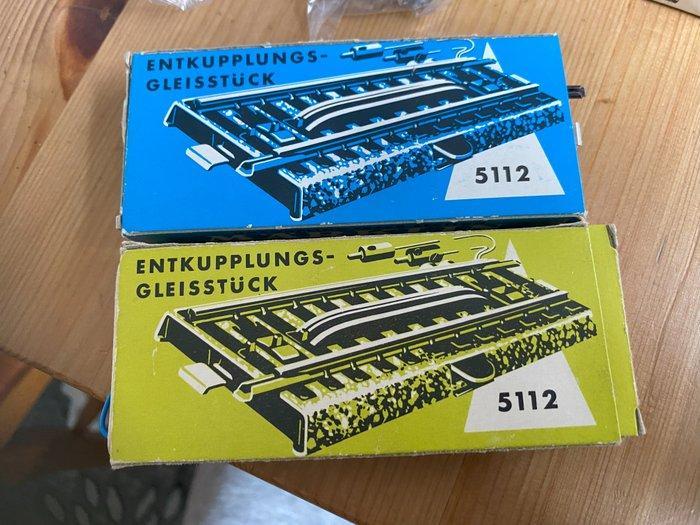 ENTKUPPLUNGS-
GLEISSTÜCK
5112
ENTKUPPLUNGS-
GLEISSTÜCK
5112